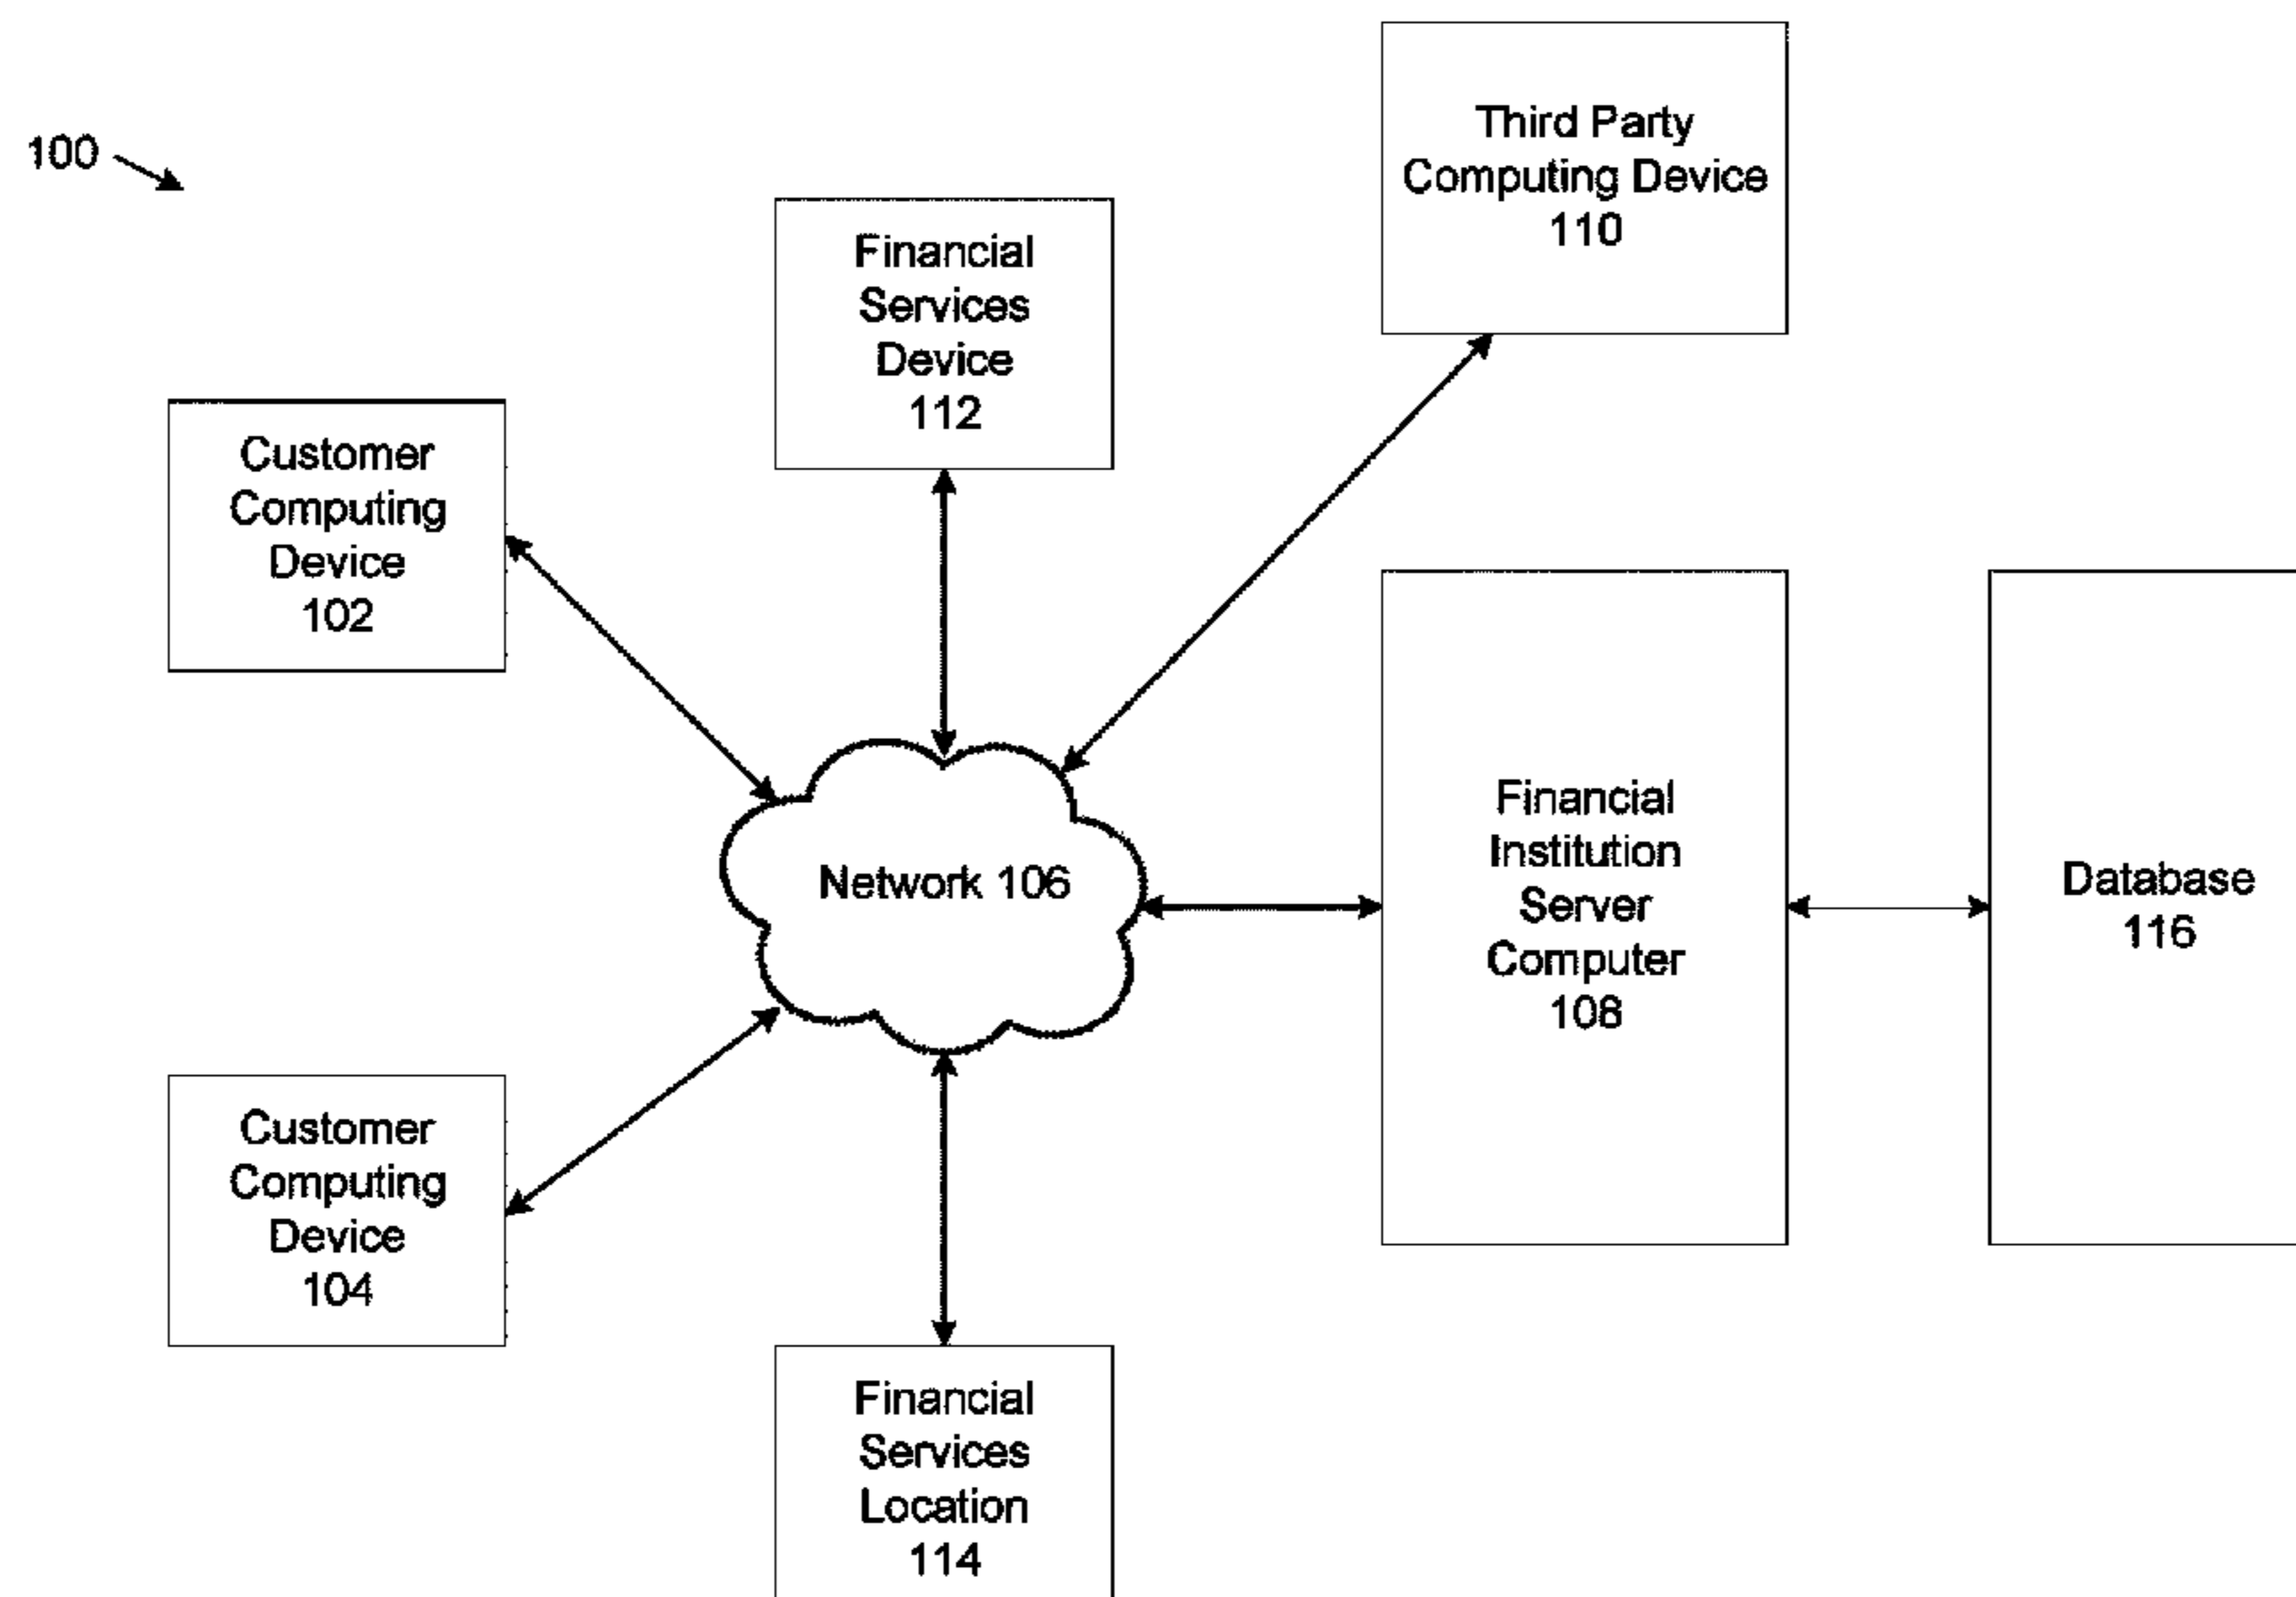 100
Third Party
Computing Device
110
Financial
Services
Device
112
Customer
Computing
Device
102
Network 106
Financial
Institution
Server
Computer
108
Database
116
Customer
Computing
Device
104
Financial
Services
Location
114